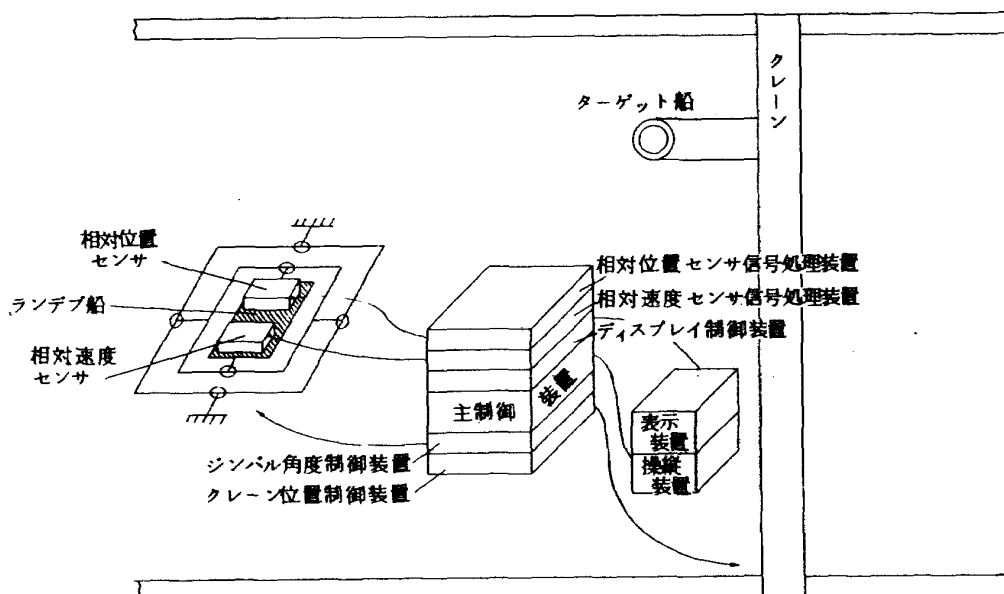 クレーン
ターゲット船
相対位置
センサ
ランデブ船
相対速度
センサ
相対位置センサ信号処理装置
相対速度センサ信号処理装置
ディスプレイ制御装置
主制御装置
表示
装置
操縦
装置
ジンバル角度制御装置
クレーン位置制御装置